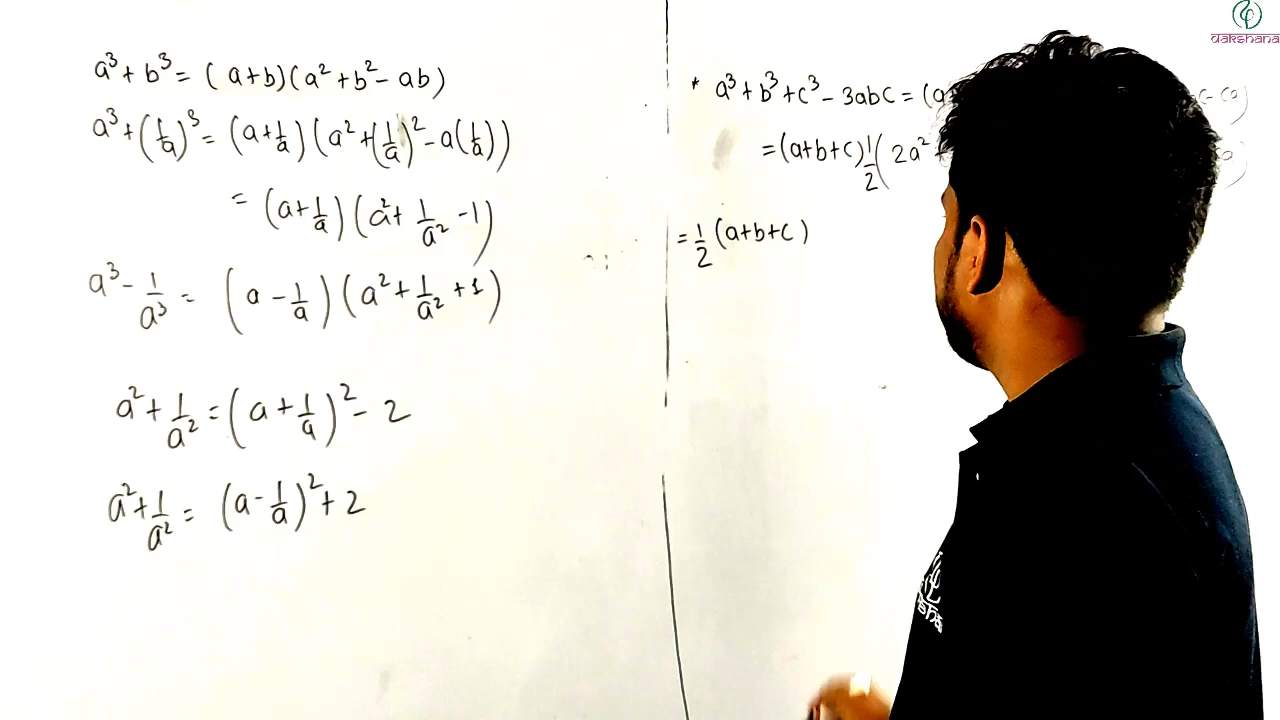 a³ + b³ = (a+b)(a² + b² - ab)
a³ + (1/a)³ = (a+1/a)(a² + (1/a)² - a(1/a))
= (a+1/a)(a² + 1/a² - 1)
a³ - 1/a³ = (a - 1/a)(a² + 1/a² + 1)
a² + 1/a² = (a + 1/a)² - 2
a² + 1/a² = (a - 1/a)² + 2
* a³ + b³ + c³ - 3abc = (a
= (a+b+c) 1/2 (2a²
= 1/2 (a+b+c)
dakshana